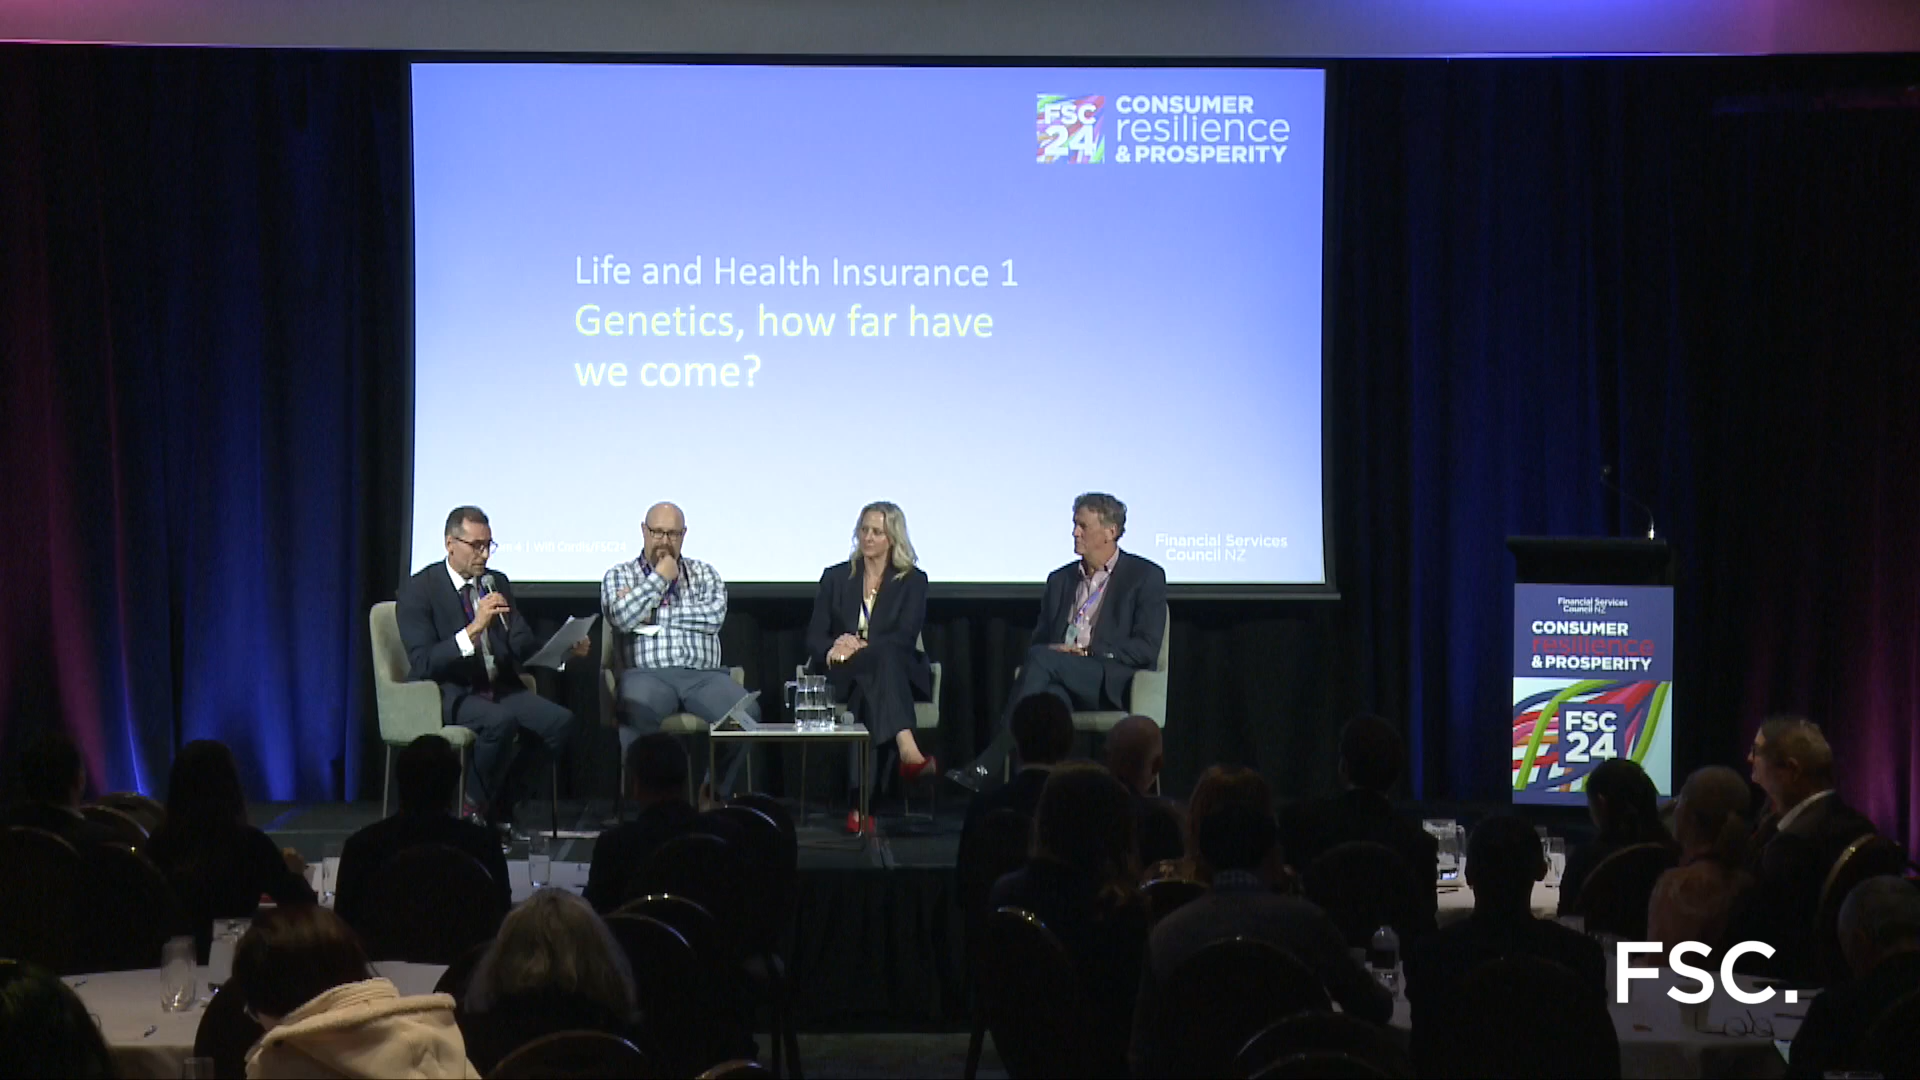 FSC
24
CONSUMER
resilience
& PROSPERITY
Life and Health Insurance 1
Genetics, how far have
we come?
Financial Services
Council NZ
Financial Services
Council NZ
CONSUMER
resilience
& PROSPERITY
FSC
24
FSC.